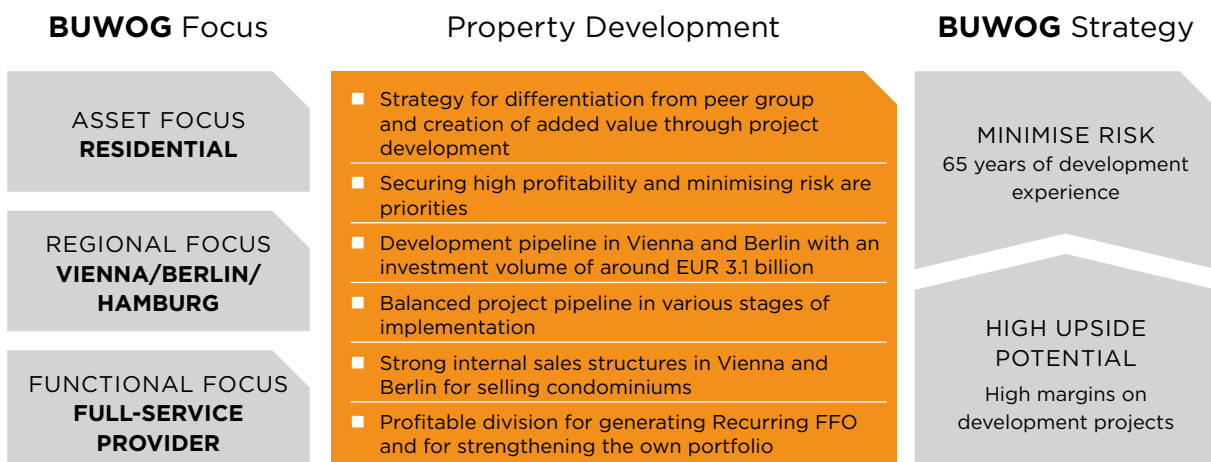 BUWOG Focus
ASSET FOCUS
RESIDENTIAL
REGIONAL FOCUS
VIENNA/BERLIN/
HAMBURG
FUNCTIONAL FOCUS
FULL-SERVICE
PROVIDER
Property Development
Strategy for differentiation from peer group
and creation of added value through project
development
Securing high profitability and minimising risk are
priorities
Development pipeline in Vienna and Berlin with an
investment volume of around EUR 3.1 billion
Balanced project pipeline in various stages of
implementation
Strong internal sales structures in Vienna and
Berlin for selling condominiums
Profitable division for generating Recurring FFO
and for strengthening the own portfolio
BUWOG Strategy
MINIMISE RISK
65 years of development
experience
HIGH UPSIDE
POTENTIAL
High margins on
development projects